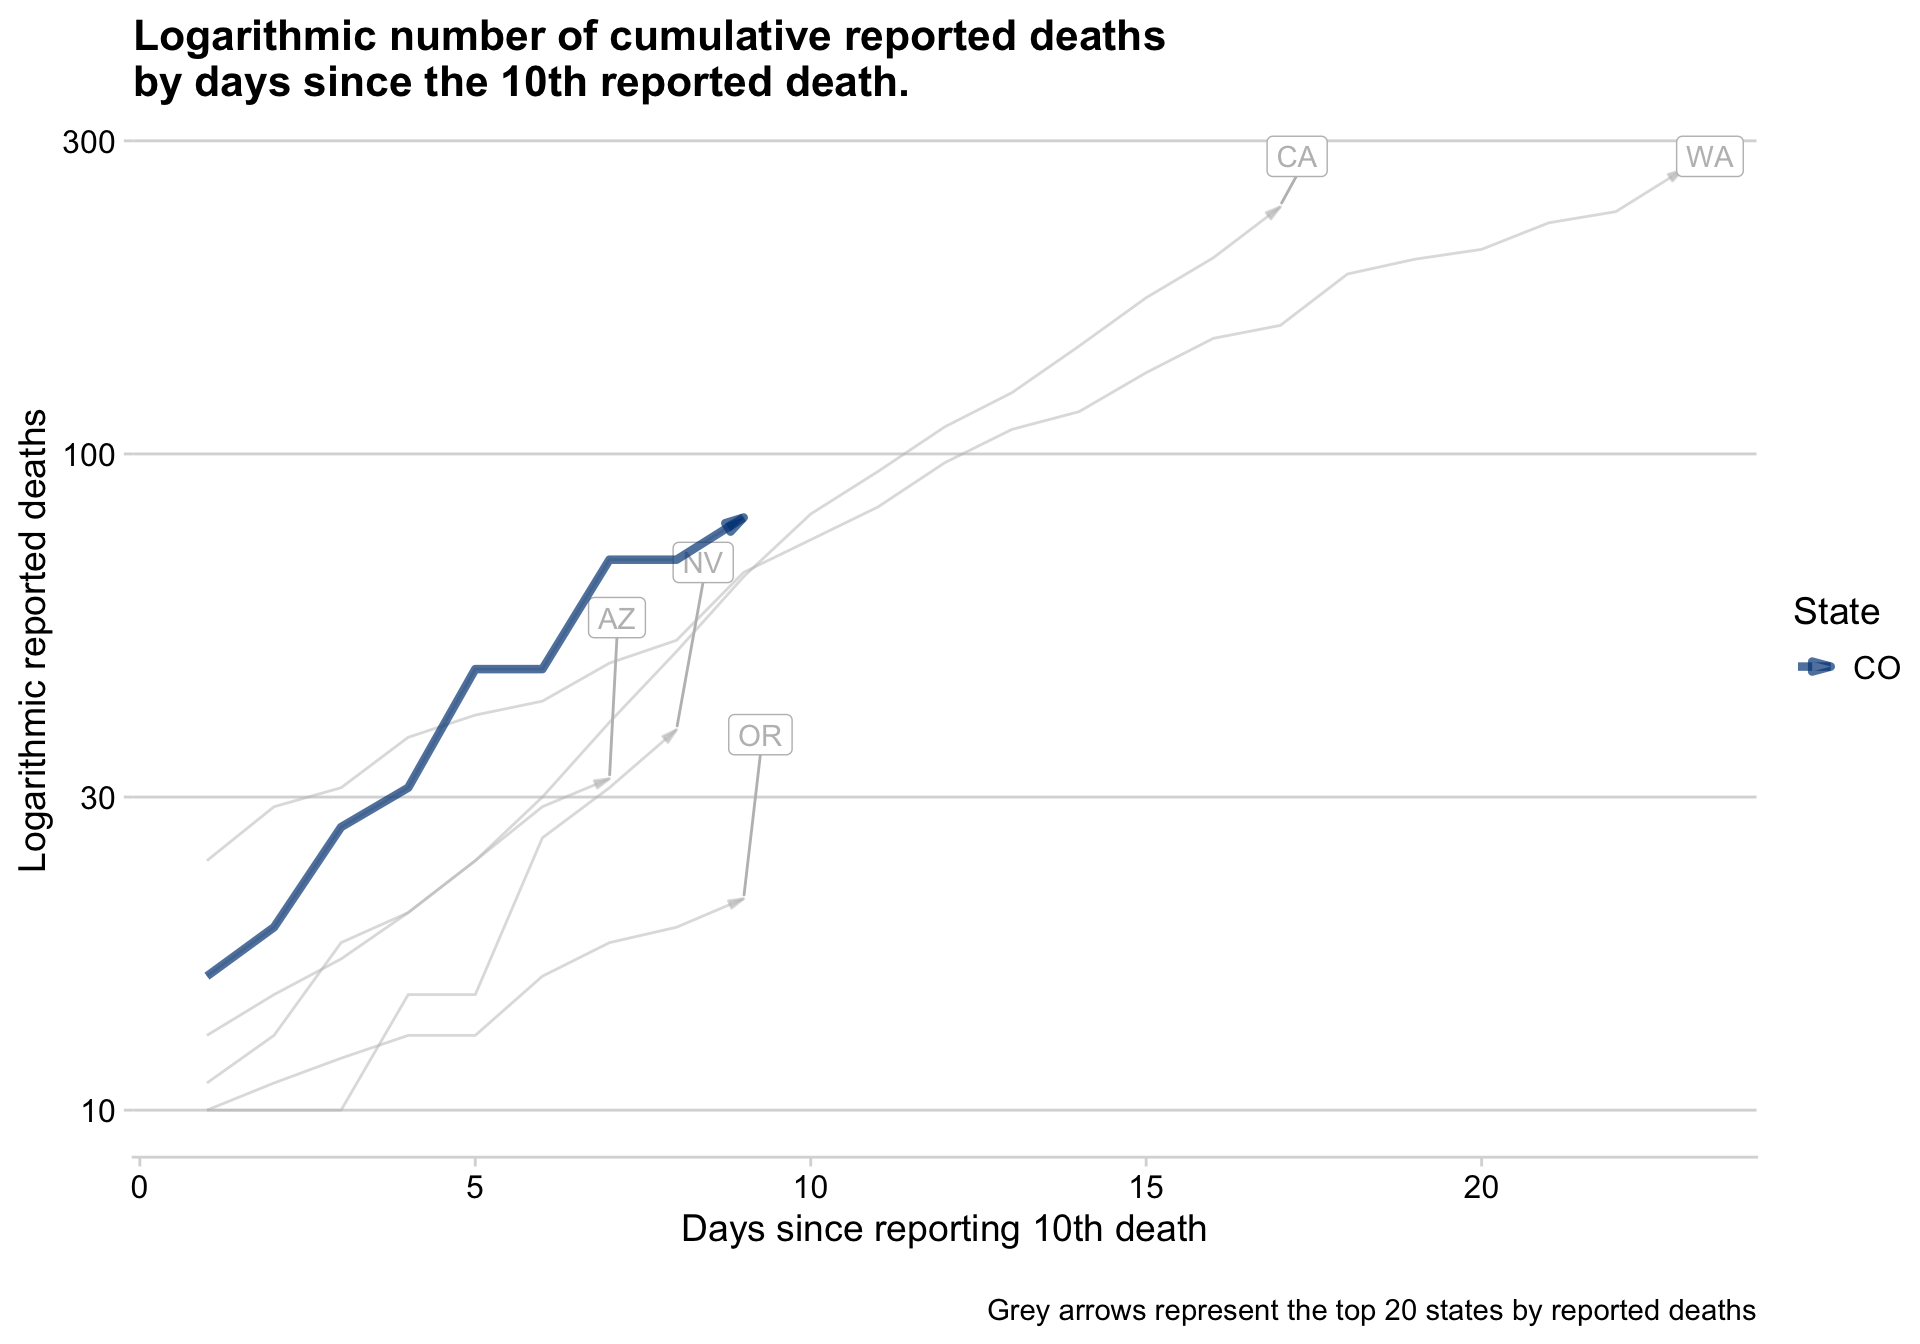 Logarithmic number of cumulative reported deaths
by days since the 10th reported death.
300
100
30
10
Logarithmic reported deaths
CA
WA
NV
AZ
OR
State
CO
0 5 10 15 20
Days since reporting 10th death
Grey arrows represent the top 20 states by reported deaths